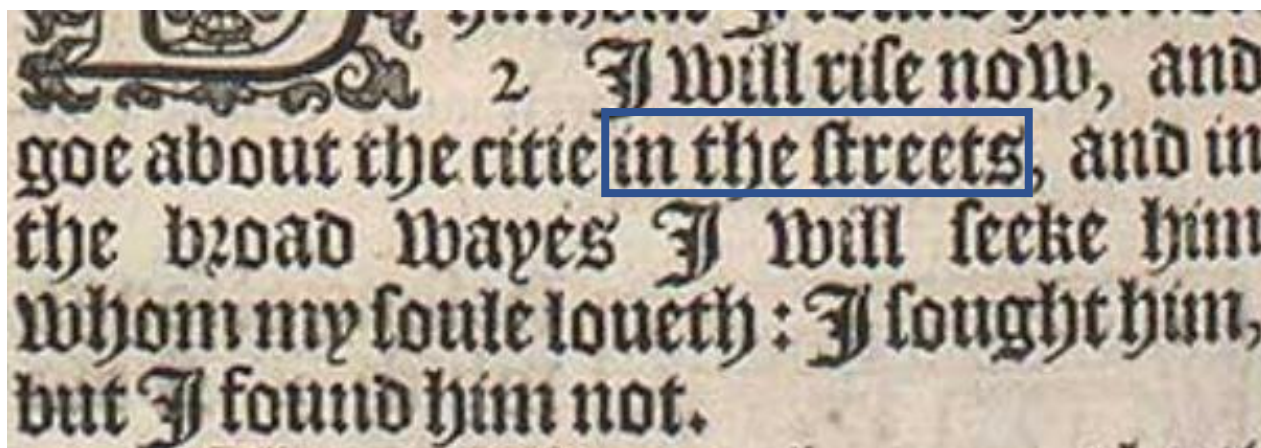 2 I will riſe now, and
goe about the citie in the ſtreets, and in
the broad wayes I will ſeeke him
whom my ſoule loueth: I ſought him,
but I found him not.